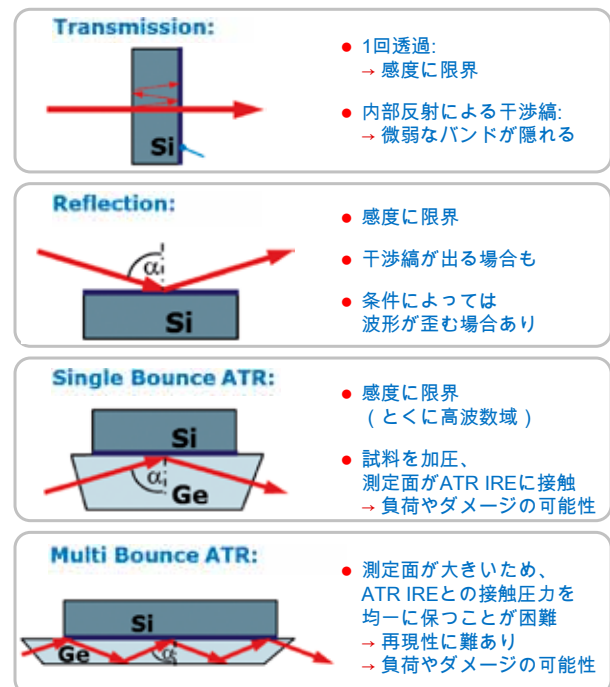 Transmission:
Si
● 1回透過:
→ 感度に限界
● 内部反射による干渉縞:
→ 微弱なバンドが隠れる
Reflection:
α
Si
● 感度に限界
● 干渉縞が出る場合も
● 条件によっては
波形が歪む場合あり
Single Bounce ATR:
Si
α
Ge
● 感度に限界
(とくに高波数域)
● 試料を加圧、
測定面がATR IREに接触
→ 負荷やダメージの可能性
Multi Bounce ATR:
Si
Ge
α
● 測定面が大きいため、
ATR IREとの接触圧力を
均一に保つことが困難
→ 再現性に難あり
→ 負荷やダメージの可能性